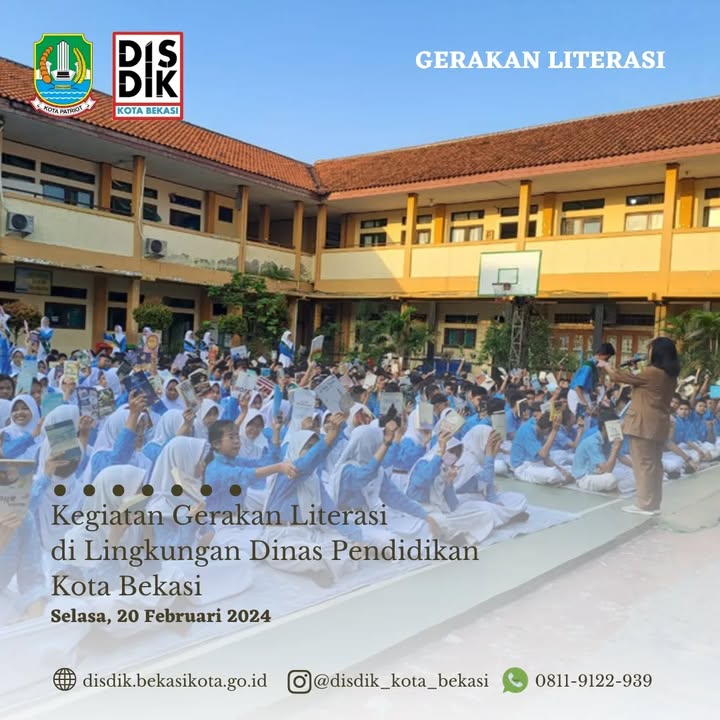 KOTA PATRIOT
DIS
DIK
KOTA BEKASI
GERAKAN LITERASI
Kegiatan Gerakan Literasi
di Lingkungan Dinas Pendidikan
Kota Bekasi
Selasa, 20 Februari 2024
disdik.bekasikota.go.id
@disdik_kota_bekasi
0811-9122-939